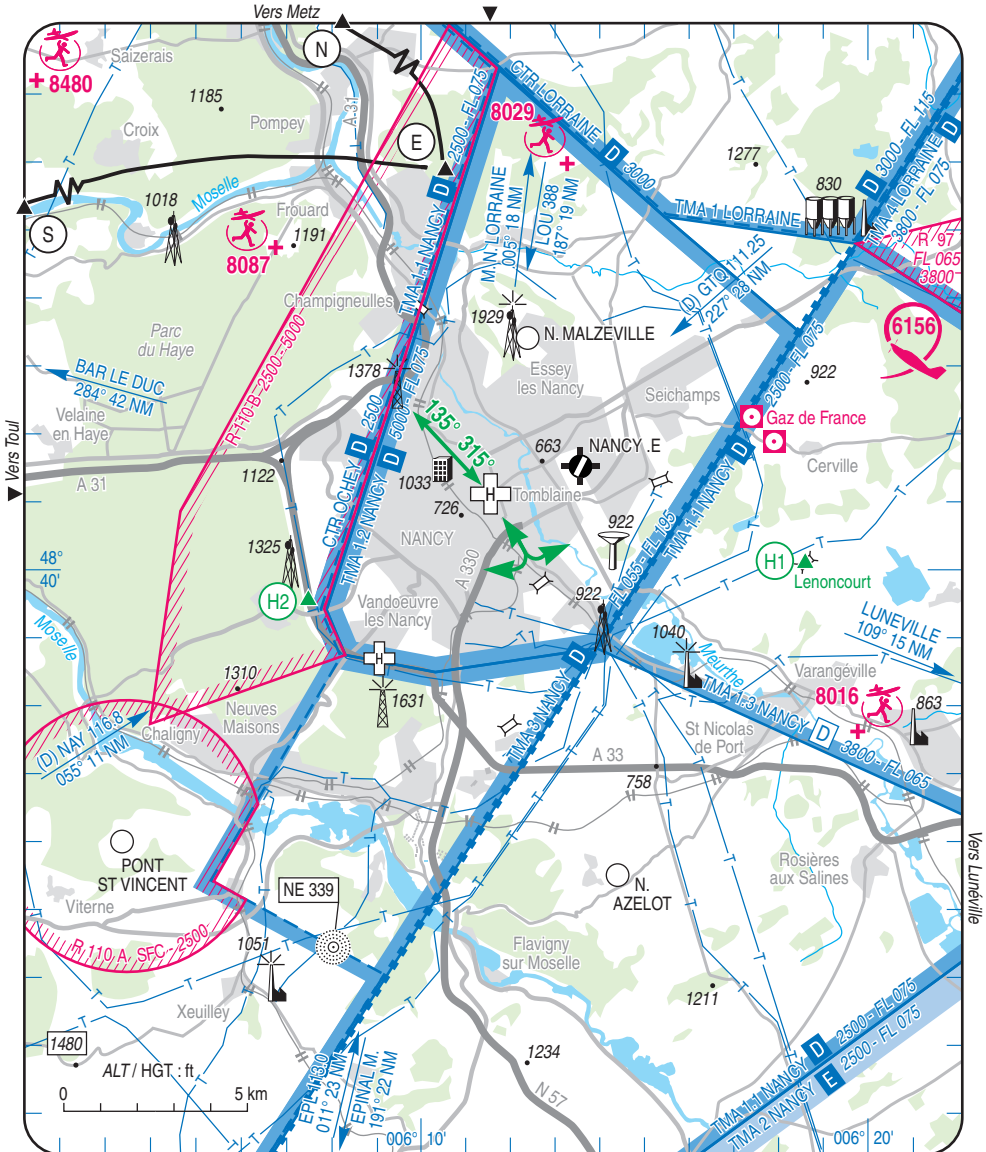 Vers Metz
N
8480
Saizerais
1185
Croix
Pompey
A 31
E
2500 - FL 075
CTR LORRAINE D 3000
8029
1277
830
D 3000 - FL 115
TMA 4 LORRAINE D
3800 - FL 075
TMA 1 LORRAINE
R 97
FL 065
3800
S
Moselle
1018
Frouard
1191
8087
TMA 1.1 NANCY D
M.N. LORRAINE
005° 18 NM
LOU 388
187° 19 NM
(D) GTQ 111.25
227° 28 NM
Champigneulles
1929
N. MALZEVILLE
6156
Parc
du Haye
1378
Essey
les Nancy
Seichamps
922
2500 - FL 075
BAR LE DUC
284° 42 NM
R 110 B 2500 - 5000
Velaine
en Haye
Vers Toul
A 31
1122
CTR OCHEY D 2500
TMA 1.2 NANCY D 5000 - FL 075
135° 315°
1033
726
663
NANCY .E
H
Tomblaine
NANCY
Gaz de France
Cerville
TMA 1.1 NANCY D
FL 055 - FL 195
922
A 330
1325
48°
40'
H2
H1
Lenoncourt
Vandoeuvre
les Nancy
922
1040
LUNEVILLE
109° 15 NM
Moselle
Meurthe
Varangéville
H
1310
1631
Neuves
Maisons
Chaligny
(D) NAY 116.8
055° 11 NM
TMA 3 NANCY D
TMA 1.3 NANCY D 3800 - FL 065
8016
863
St Nicolas
de Port
A 33
758
PONT
ST VINCENT
Viterne
NE 339
N.
AZELOT
Rosières
aux Salines
Vers Lunéville
R 110 A SFC - 2500
1051
Xeuilley
Flavigny
sur Moselle
1211
1480
ALT / HGT : ft
0 5 km
1234
N 57
EPL 113.0
011° 23 NM
EPINAL M.
191° 22 NM
TMA 1.1 NANCY D 2500 - FL 075
TMA 2 NANCY E 2500 - FL 075
006° 10'
006° 20'